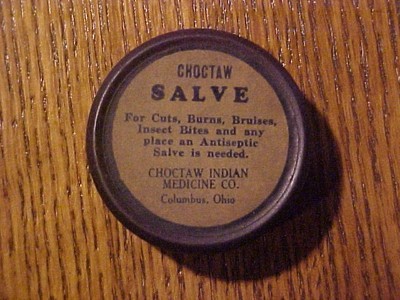 CHOCTAW
SALVE
For Cuts, Burns, Bruises,
Insect Bites and any
place an Antiseptic
Salve is needed.
CHOCTAW INDIAN
MEDICINE CO.
Columbus, Ohio